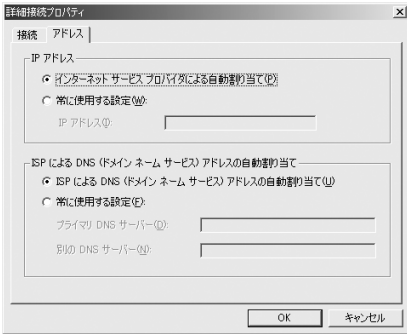 詳細接続プロパティ
接続 アドレス
IP アドレス
インターネット サービス プロバイダによる自動割り当て(P)
常に使用する設定(W):
IP アドレス(I):
ISP による DNS (ドメイン ネーム サービス) アドレスの自動割り当て
ISP による DNS (ドメイン ネーム サービス) アドレスの自動割り当て(U)
常に使用する設定(F):
プライマリ DNS サーバー(D):
別の DNS サーバー(N):
OK キャンセル